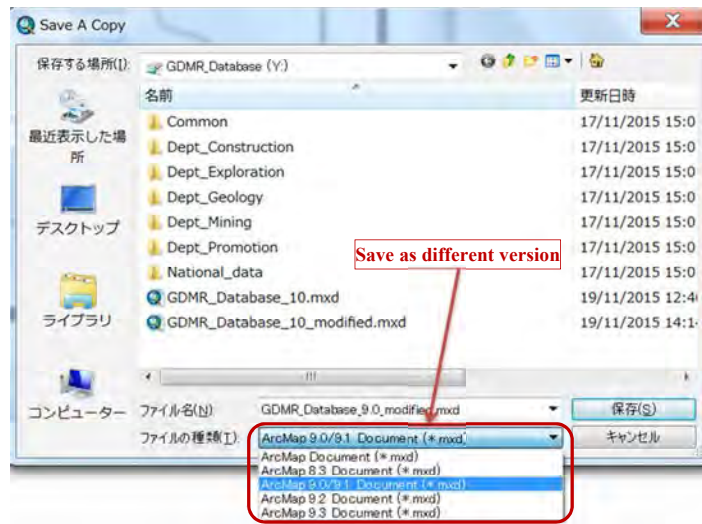 Save A Copy
保存する場所(I):
GDMR_Database (Y:)
名前
更新日時
最近表示した場所
デスクトップ
ライブラリ
コンピューター
Common
17/11/2015 15:0
Dept_Construction
17/11/2015 15:0
Dept_Exploration
17/11/2015 15:0
Dept_Geology
17/11/2015 15:0
Dept_Mining
17/11/2015 15:0
Dept_Promotion
17/11/2015 15:0
National_data
17/11/2015 15:0
GDMR_Database_10.mxd
19/11/2015 12:4
GDMR_Database_10_modified.mxd
19/11/2015 14:1
Save as different version
ファイル名(N):
GDMR_Database_9.0_modified.mxd
保存(S)
ファイルの種類(T):
ArcMap 9.0/9.1 Document (*.mxd)
キャンセル
ArcMap Document (*.mxd)
ArcMap 8.3 Document (*.mxd)
ArcMap 9.0/9.1 Document (*.mxd)
ArcMap 9.2 Document (*.mxd)
ArcMap 9.3 Document (*.mxd)